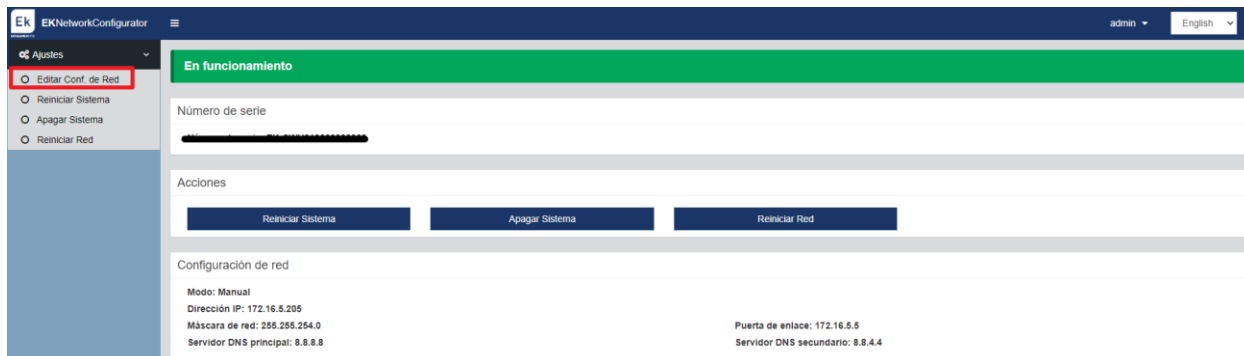 Ek EKNetworkConfigurator admin English
Ajustes
Editar Conf. de Red
Reiniciar Sistema
Apagar Sistema
Reiniciar Red
En funcionamiento
Número de serie
Acciones
Reiniciar Sistema Apagar Sistema Reiniciar Red
Configuración de red
Modo: Manual
Dirección IP: 172.16.5.205
Máscara de red: 255.255.254.0 Puerta de enlace: 172.16.5.5
Servidor DNS principal: 8.8.8.8 Servidor DNS secundario: 8.8.4.4